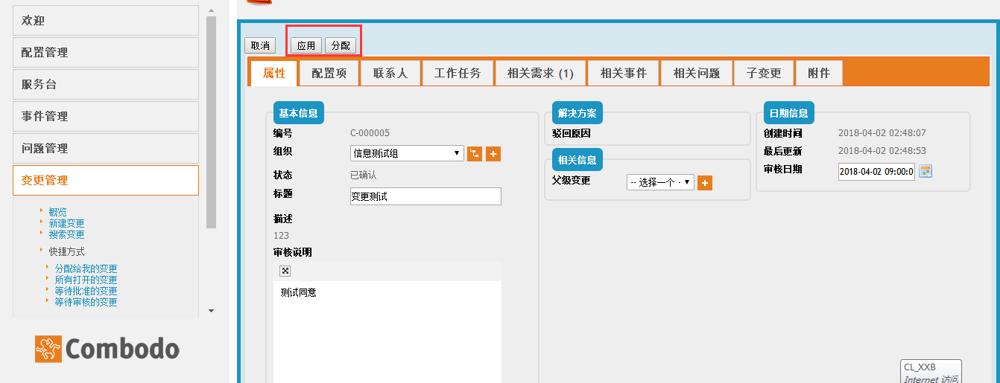 欢迎
配置管理
服务台
事件管理
问题管理
变更管理
概览
新建变更
搜索变更
快捷方式
分配给我的变更
所有打开的变更
等待批准的变更
等待审核的变更
Combodo
取消 应用 分配
属性 配置项 联系人 工作任务 相关需求 (1) 相关事件 相关问题 子变更 附件
基本信息
编号 C-000005
组织 信息测试组
状态 已确认
标题 变更测试
描述
123
审核说明
测试同意
解决方案
驳回原因
相关信息
父级变更 -- 选择一个 -
日期信息
创建时间 2018-04-02 02:48:07
最后更新 2018-04-02 02:48:53
审核日期 2018-04-02 09:00:0
CL_XXB
Internet 访问